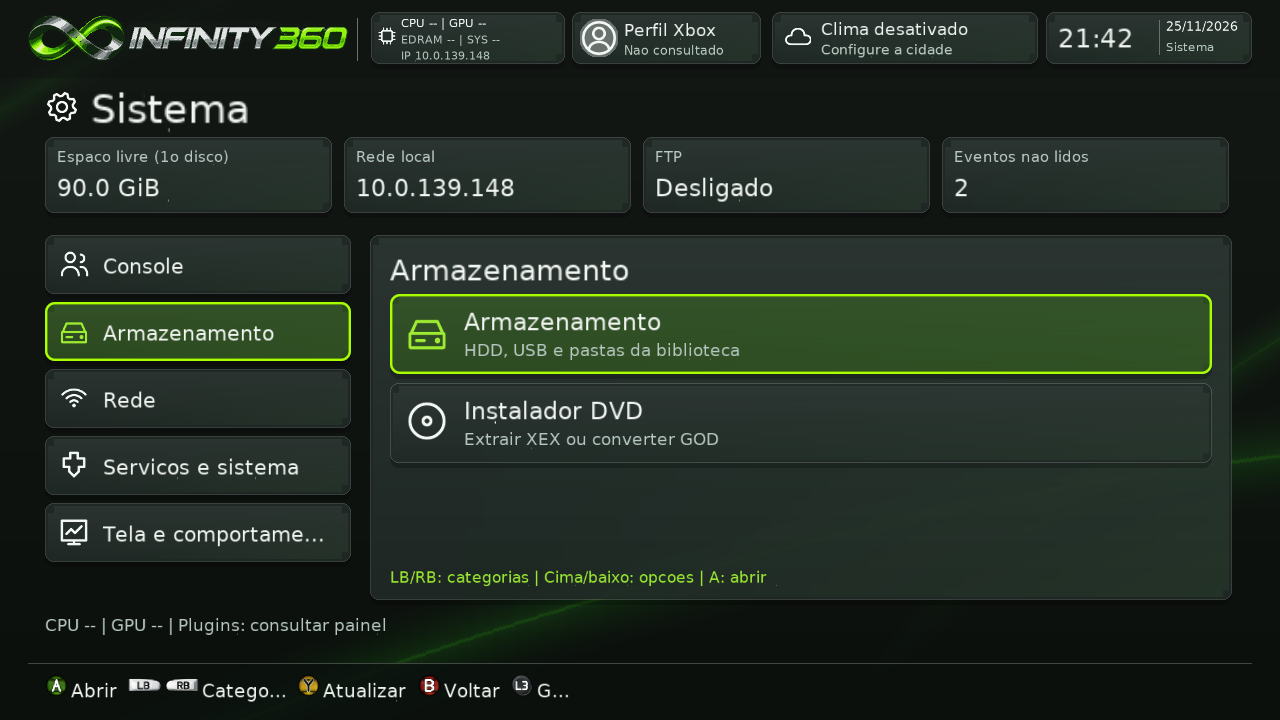 INFINITY 360
CPU -- | GPU --
EDRAM -- | SYS --
IP 10.0.139.148
Perfil Xbox
Nao consultado
Clima desativado
Configure a cidade
21:42
25/11/2026
Sistema
Sistema
Espaco livre (1o disco)
90.0 GiB
Rede local
10.0.139.148
FTP
Desligado
Eventos nao lidos
2
Console
Armazenamento
Rede
Servicos e sistema
Tela e comportame...
Armazenamento
Armazenamento
HDD, USB e pastas da biblioteca
Instalador DVD
Extrair XEX ou converter GOD
LB/RB: categorias | Cima/baixo: opcoes | A: abrir
CPU -- | GPU -- | Plugins: consultar painel
A Abrir LB RB Catego... Y Atualizar B Voltar L3 G...